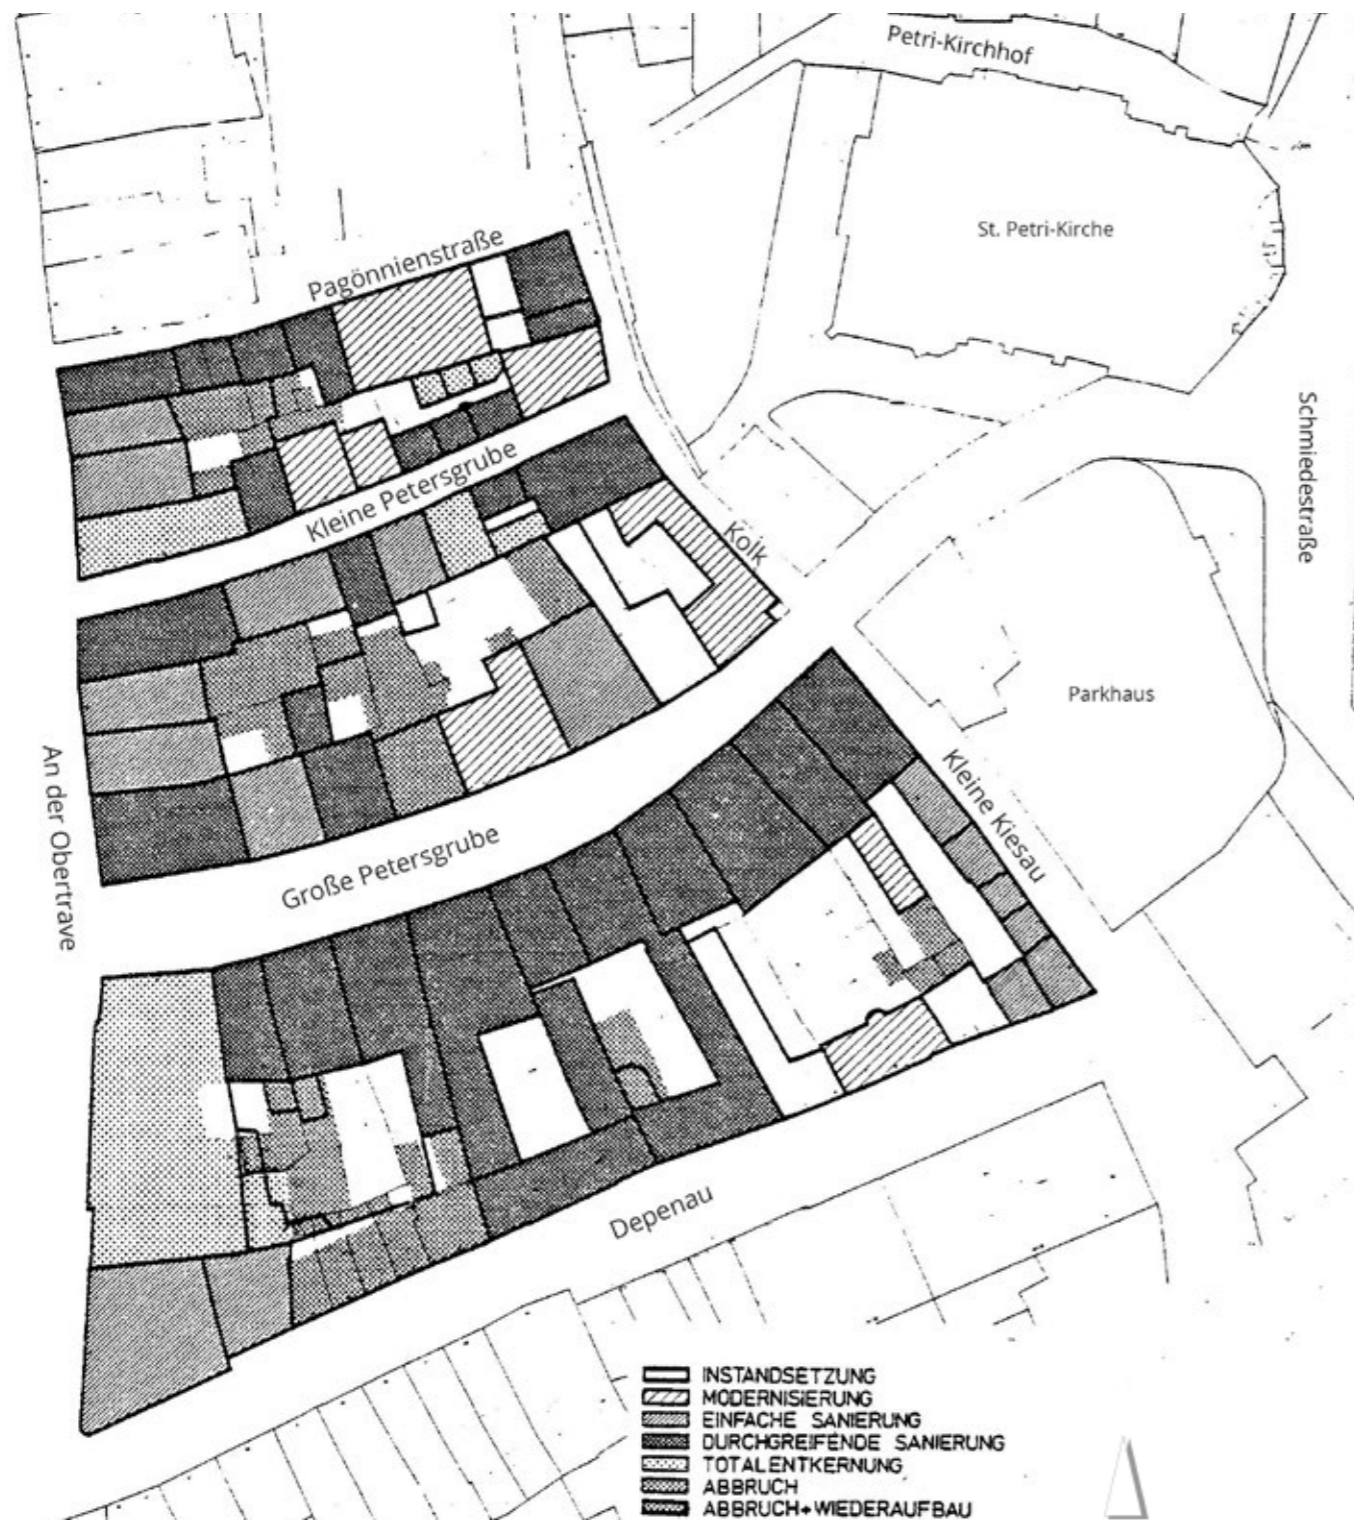 Petri-Kirchhof
St. Petri-Kirche
Pagönnienstraße
Schmiedestraße
Kleine Petersgrube
Kolk
Parkhaus
An der Obertrave
Kleine Kiesau
Große Petersgrube
Depenau
INSTANDSETZUNG
MODERNISIERUNG
EINFACHE SANIERUNG
DURCHGREIFENDE SANIERUNG
TOTALENTKERNUNG
ABBRUCH
ABBRUCH+WIEDERAUFBAU